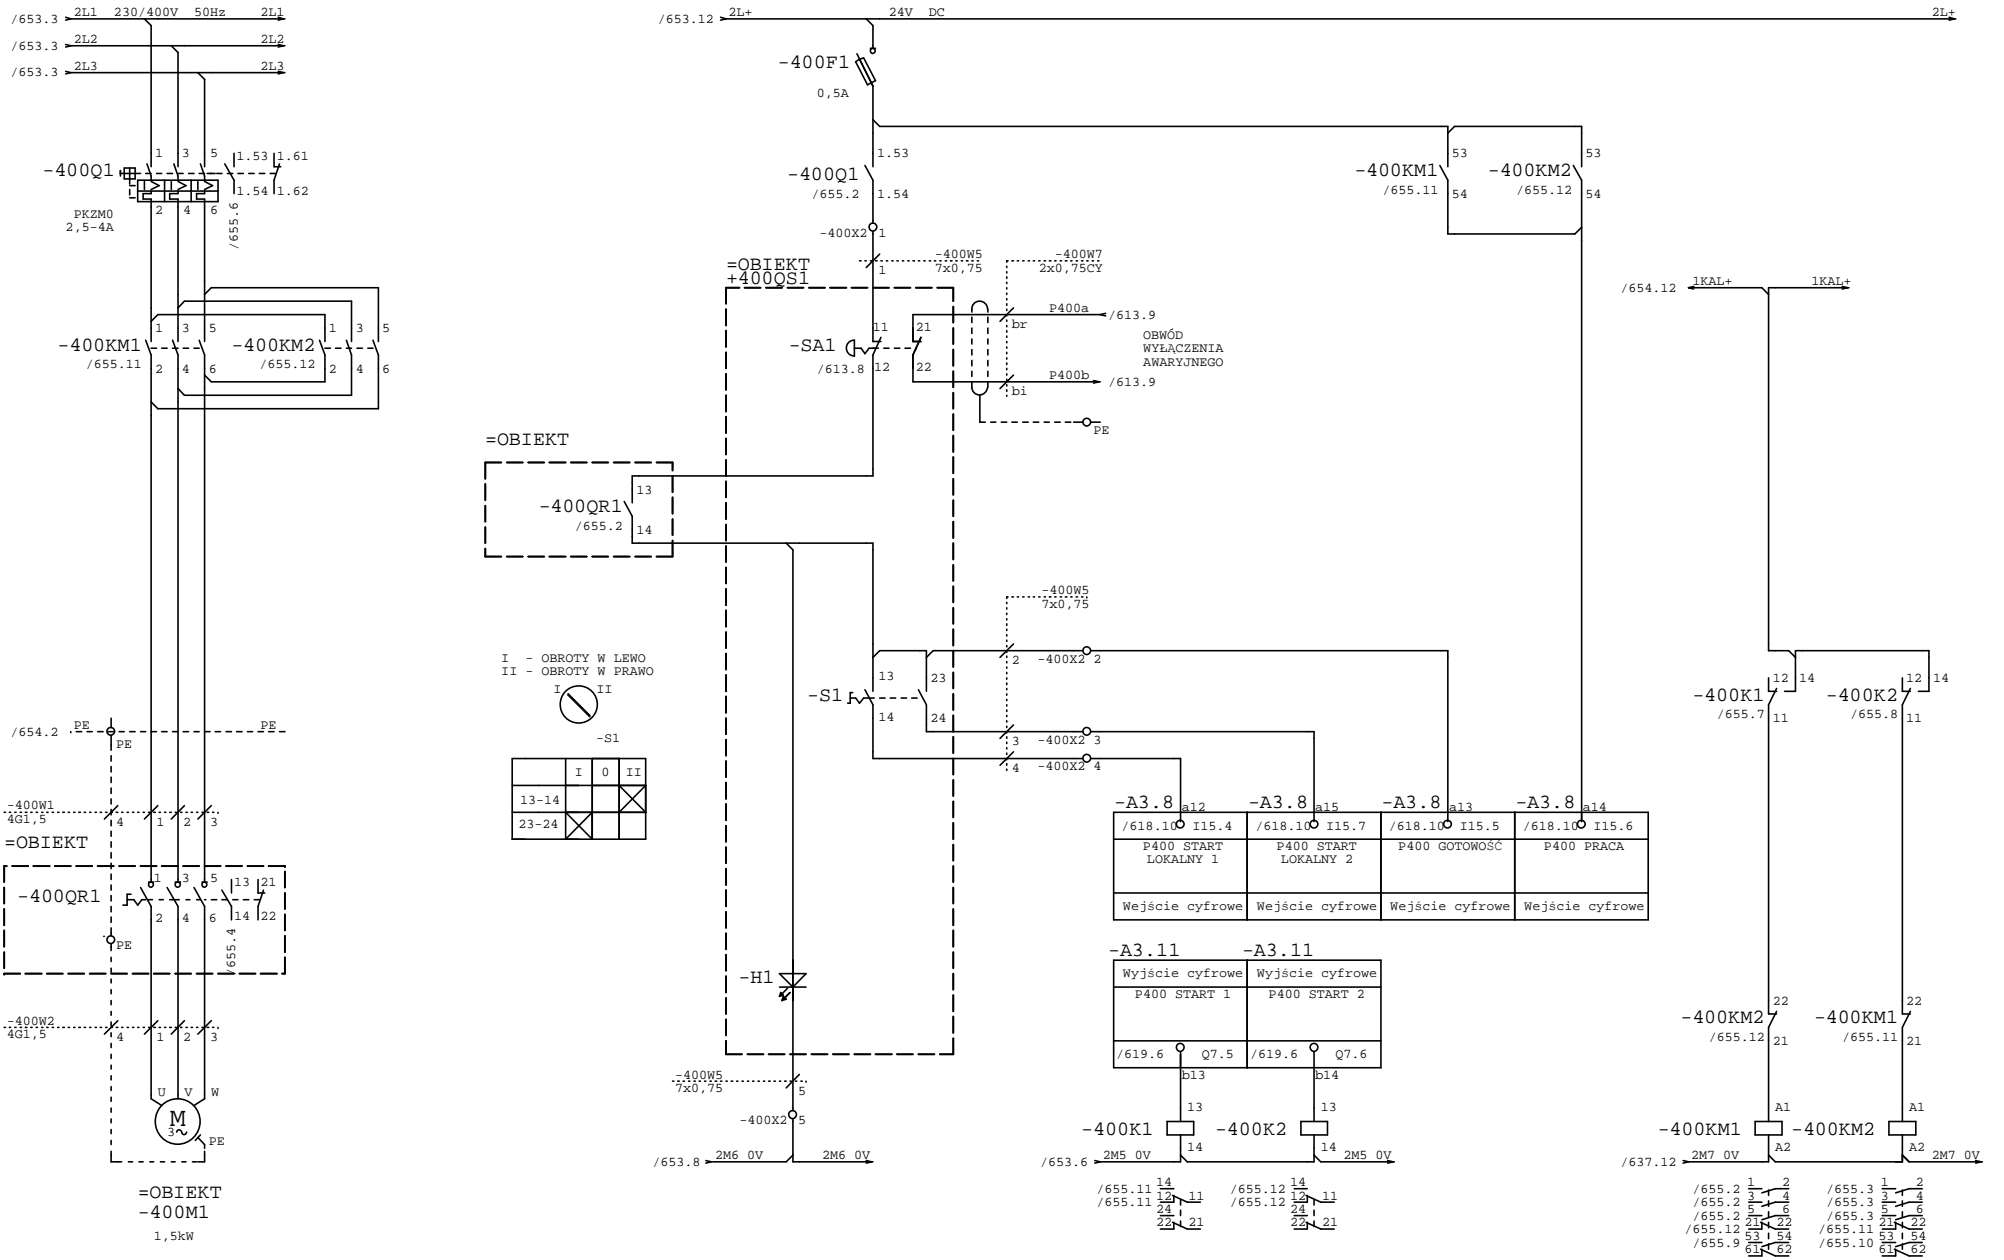 /653.3 2L1 230/400V 50Hz 2L1
/653.3 2L2 2L2
/653.3 2L3 2L3
1 3 5 1.53 1.61
-400Q1
1.54 1.62
2 4 6
PKZM0
2,5-4A
/655.6
1 3 5 1 3 5
-400KM1 -400KM2
/655.11 /655.12
2 4 6 2 4 6
/654.2 PE PE
PE
-400W1
4G1,5
4 1 2 3
=OBIEKT
1 3 5 13 21
-400QR1
2 4 6 14 22
/655.4
PE
-400W2
4G1,5
4 1 2 3
U V W
M
3~
PE
=OBIEKT
-400M1
1,5kW
/653.12 2L+ 24V DC 2L+
-400F1
0,5A
1.53
-400Q1
/655.2 1.54
-400X2 1
-400W5
7x0,75
1
-400W7
2x0,75CY
=OBIEKT
+400QS1
11 21
-SA1
/613.8 12 22
br P400a /613.9
OBWÓD
WYŁĄCZENIA
AWARYJNEGO
bi P400b /613.9
PE
=OBIEKT
13
-400QR1
/655.2 14
I - OBROTY W LEWO
II - OBROTY W PRAWO
I II
-S1
I 0 II
13-14
23-24
-400W5
7x0,75
2 -400X2 2
13 23
-S1
14 24
3 -400X2 3
4 -400X2 4
-H1
-400W5
7x0,75
5
-400X2 5
/653.8 2M6 0V 2M6 0V
53 53
-400KM1 -400KM2
/655.11 /655.12
54 54
-A3.8 a12 -A3.8 a15 -A3.8 a13 -A3.8 a14
/618.10 I15.4 /618.10 I15.7 /618.10 I15.5 /618.10 I15.6
P400 START P400 START P400 GOTOWOŚĆ P400 PRACA
LOKALNY 1 LOKALNY 2
Wejście cyfrowe Wejście cyfrowe Wejście cyfrowe Wejście cyfrowe
-A3.11 -A3.11
Wyjście cyfrowe Wyjście cyfrowe
P400 START 1 P400 START 2
/619.6 Q7.5 /619.6 Q7.6
b13 b14
13 13
-400K1 -400K2
14 14
/653.6 2M5 0V 2M5 0V
14 14
/655.11 12 11 /655.12 12 11
/655.11 /655.12
24 24
22 21 22 21
/654.12 1KAL+ 1KAL+
12 14 12 14
-400K1 -400K2
/655.7 11 /655.8 11
22 22
-400KM2 -400KM1
/655.12 21 /655.11 21
A1 A1
-400KM1 -400KM2
A2 A2
/637.12 2M7 0V 2M7 0V
/655.2 1 2 /655.3 1 2
/655.2 3 4 /655.3 3 4
/655.2 5 6 /655.3 5 6
/655.12 21 22 /655.11 21 22
/655.9 53 54 /655.10 53 54
61 62 61 62